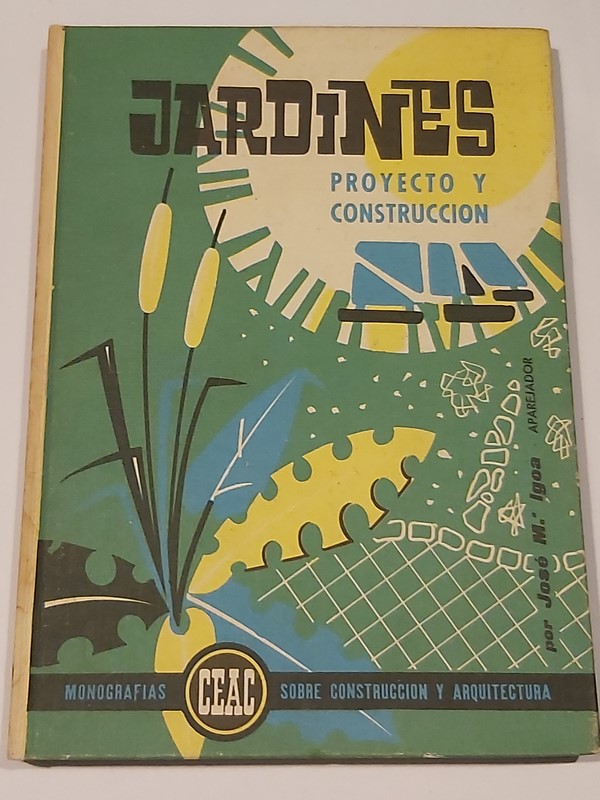 JARDINES
PROYECTO Y
CONSTRUCCION
por José M.ª Igoa · APAREJADOR
MONOGRAFIAS CEAC SOBRE CONSTRUCCION Y ARQUITECTURA